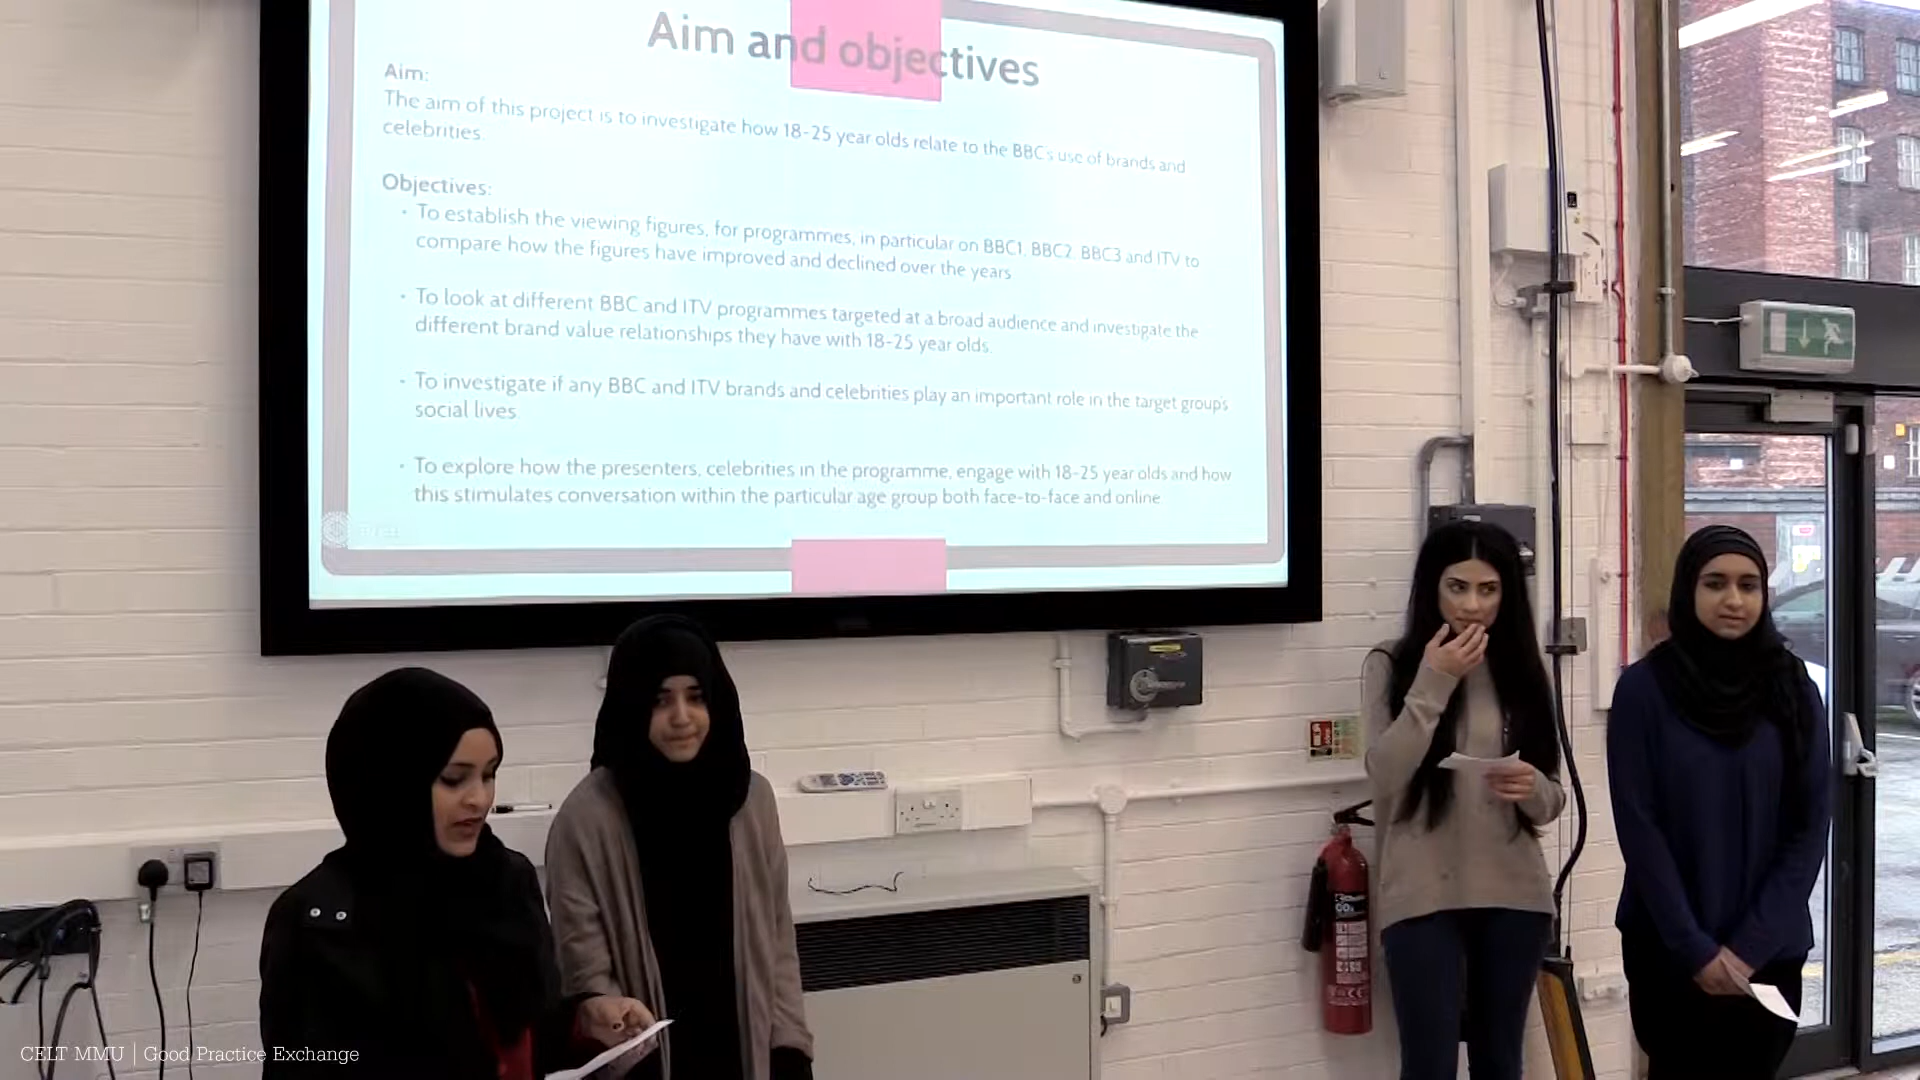 Aim and objectives
Aim:
The aim of this project is to investigate how 18-25 year olds relate to the BBC's use of brands and
celebrities.
Objectives:
• To establish the viewing figures, for programmes, in particular on BBC1, BBC2, BBC3 and ITV to
compare how the figures have improved and declined over the years
• To look at different BBC and ITV programmes targeted at a broad audience and investigate the
different brand value relationships they have with 18-25 year olds.
• To investigate if any BBC and ITV brands and celebrities play an important role in the target group's
social lives
• To explore how the presenters, celebrities in the programme, engage with 18-25 year olds and how
this stimulates conversation within the particular age group both face-to-face and online
CELT MMU | Good Practice Exchange